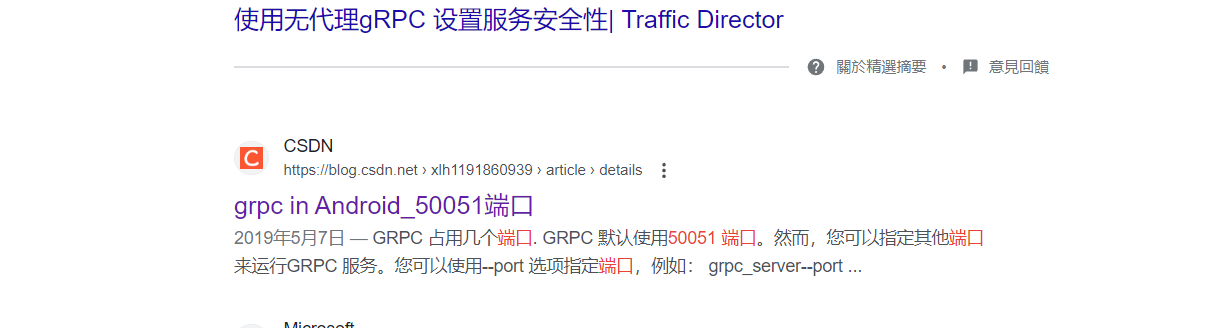 使用无代理gRPC 设置服务安全性| Traffic Director
關於精選摘要 • 意見回饋
CSDN
https://blog.csdn.net › xlh1191860939 › article › details
grpc in Android_50051端口
2019年5月7日 — GRPC 占用几个端口. GRPC 默认使用50051 端口。然而，您可以指定其他端口
来运行GRPC 服务。您可以使用--port 选项指定端口，例如： grpc_server--port ...
Microsoft